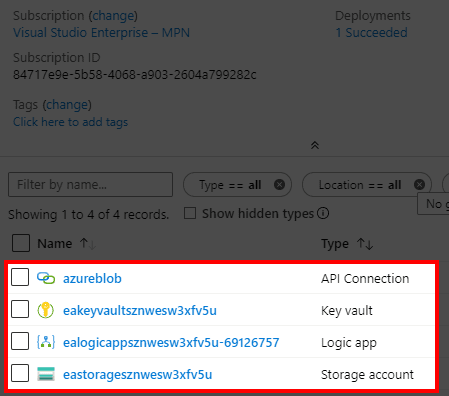 Subscription (change)
Deployments
Visual Studio Enterprise – MPN
1 Succeeded
Subscription ID
84717e9e-5b58-4068-a903-2604a799282c
Tags (change)
Click here to add tags
Filter by name...
Type == all
Location == all
No g
Showing 1 to 4 of 4 records.
Show hidden types
Name
Type
azureblob
API Connection
eakeyvaultsznwesw3xfv5u
Key vault
ealogicappsznwesw3xfv5u-69126757
Logic app
eastoragesznwesw3xfv5u
Storage account